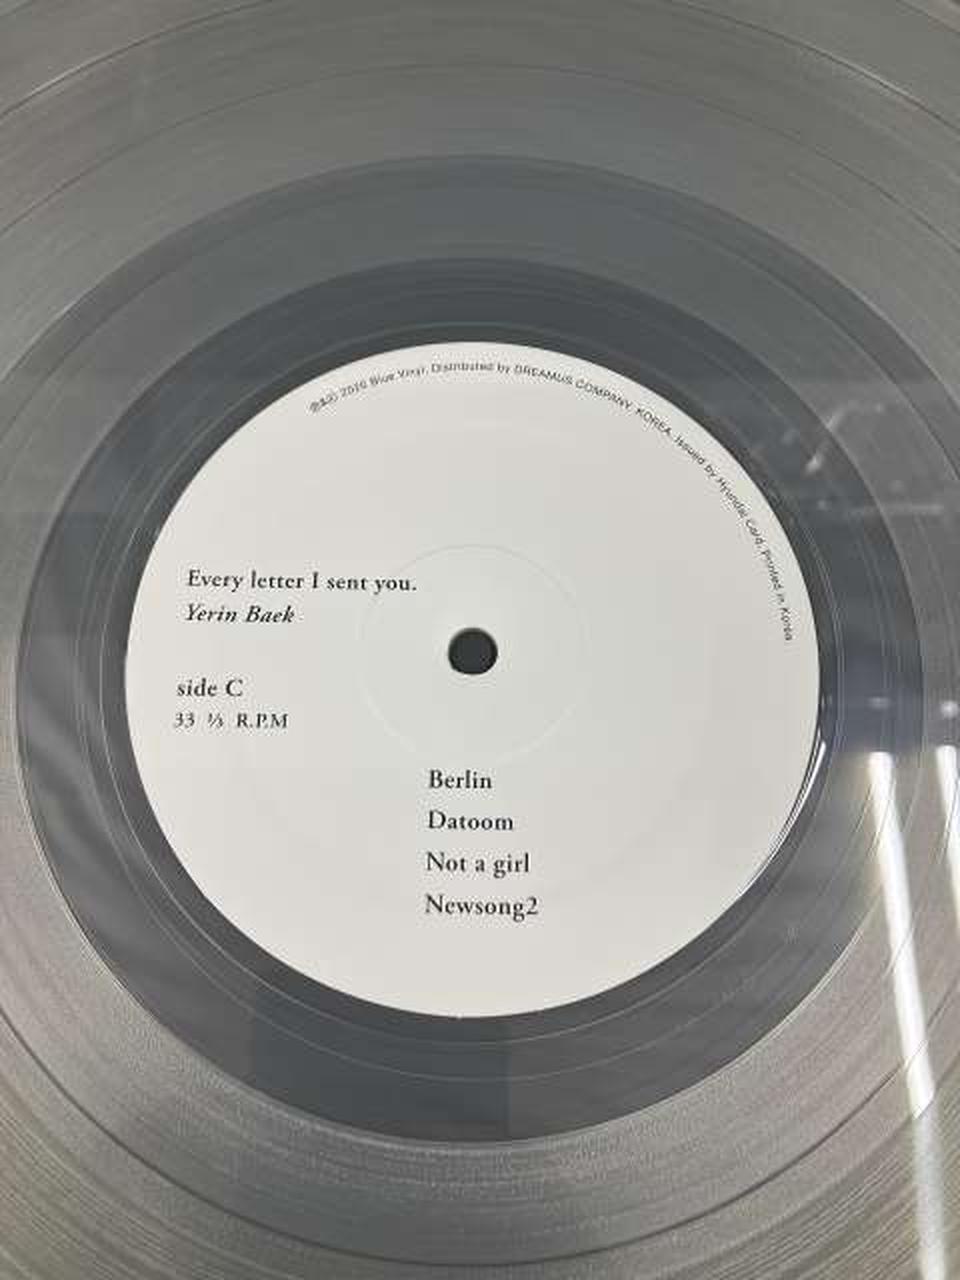 ℗&© 2020 Blue Vinyl, Distributed by DREAMUS COMPANY, KOREA. Issued by Hyundai Card, Printed in Korea
Every letter I sent you.
Yerin Baek
side C
33 ⅓ R.P.M
Berlin
Datoom
Not a girl
Newsong2